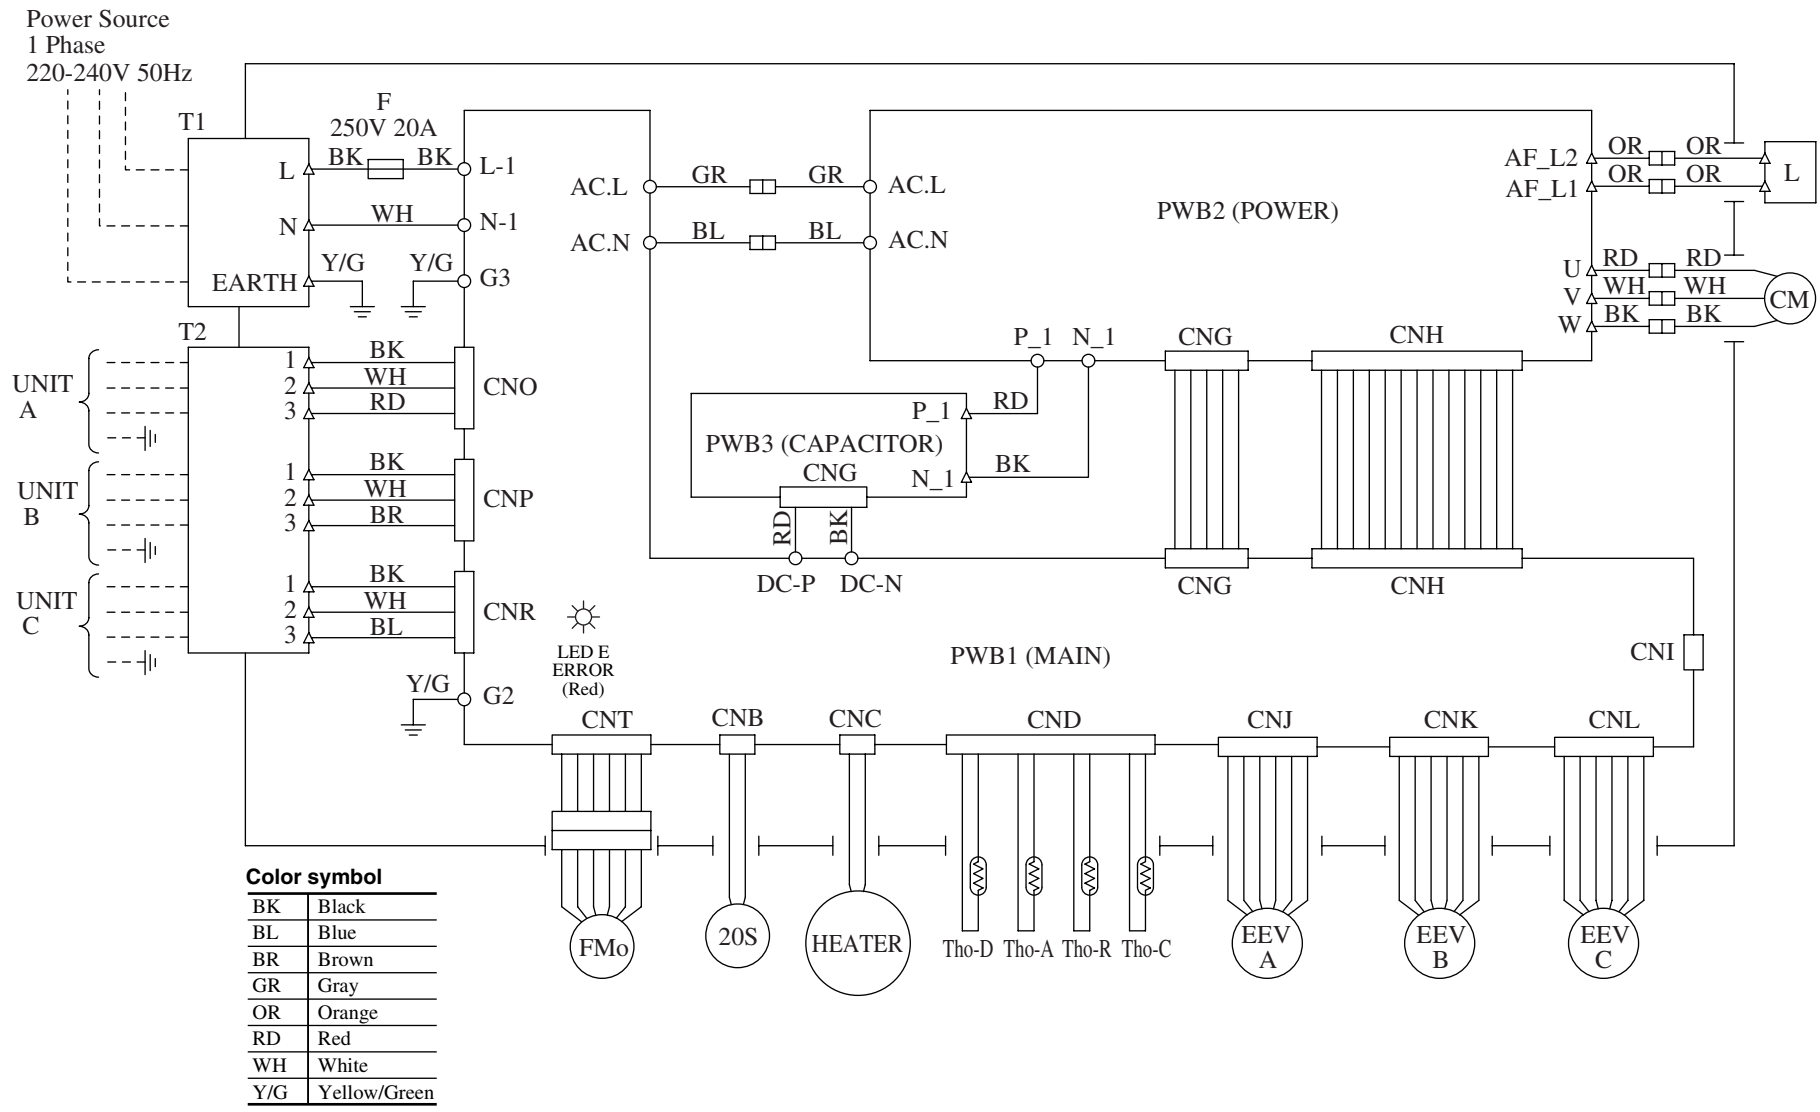 Power Source
1 Phase
220-240V 50Hz
T1
F
250V 20A
L BK BK L-1
N WH N-1
EARTH Y/G Y/G G3
AC.L GR GR AC.L
AC.N BL BL AC.N
PWB2 (POWER)
AF_L2 OR OR
AF_L1 OR OR
L
U RD RD
V WH WH
W BK BK
CM
T2
UNIT
A
1 BK
2 WH
3 RD
CNO
UNIT
B
1 BK
2 WH
3 BR
CNP
UNIT
C
1 BK
2 WH
3 BL
CNR
Y/G G2
P_1 N_1 CNG CNH
P_1 RD
PWB3 (CAPACITOR)
CNG
N_1 BK
RD BK
DC-P DC-N CNG CNH
LED E
ERROR
(Red)
PWB1 (MAIN)
CNI
CNT CNB CNC CND CNJ CNK CNL
FMo
20S
HEATER
Tho-D Tho-A Tho-R Tho-C
EEV
A
EEV
B
EEV
C
Color symbol
BK Black
BL Blue
BR Brown
GR Gray
OR Orange
RD Red
WH White
Y/G Yellow/Green